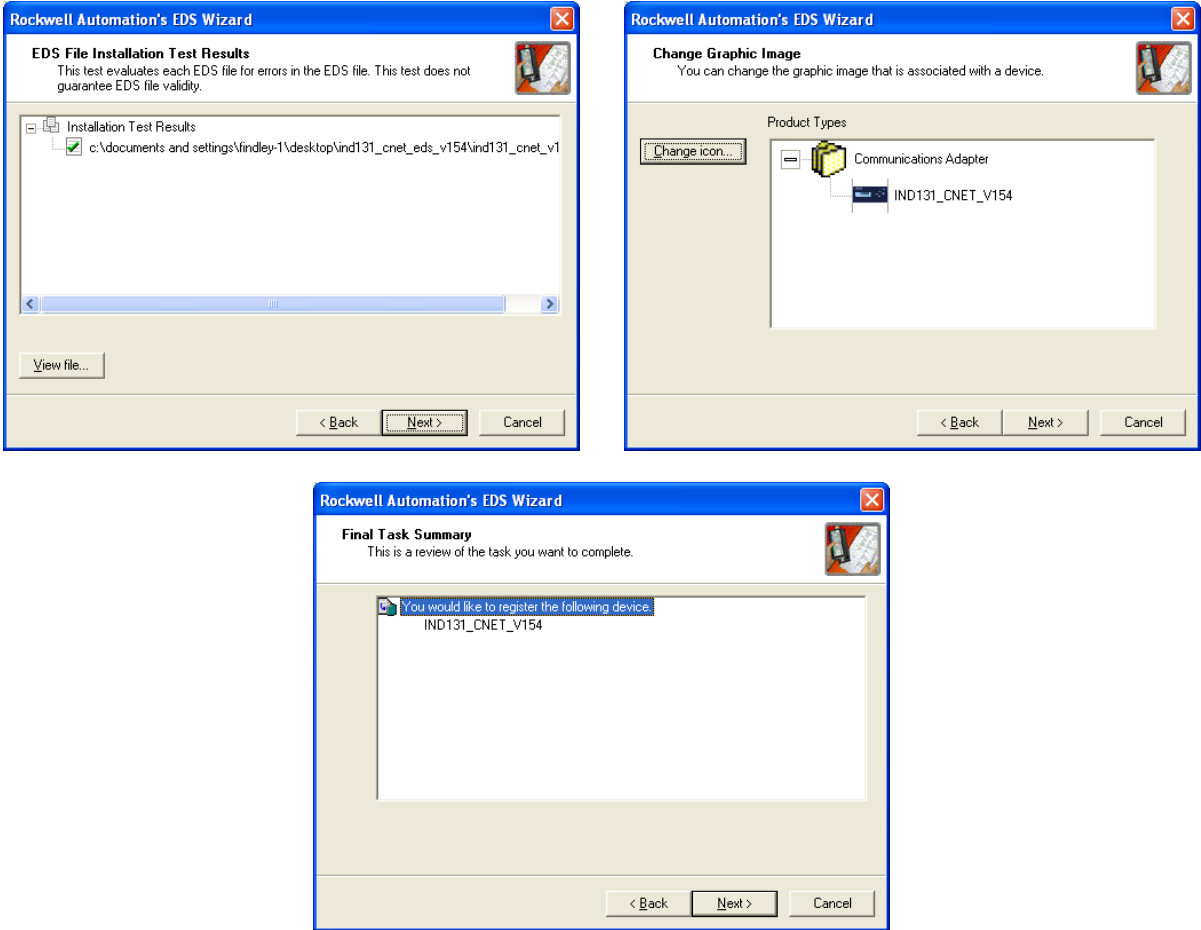 Rockwell Automation's EDS Wizard
EDS File Installation Test Results
This test evaluates each EDS file for errors in the EDS file. This test does not
guarantee EDS file validity.
Installation Test Results
c:\documents and settings\findley-1\desktop\ind131_cnet_eds_v154\ind131_cnet_v1
View file...
< Back
Next >
Cancel
Rockwell Automation's EDS Wizard
Change Graphic Image
You can change the graphic image that is associated with a device.
Product Types
Change icon...
Communications Adapter
IND131_CNET_V154
< Back
Next >
Cancel
Rockwell Automation's EDS Wizard
Final Task Summary
This is a review of the task you want to complete.
You would like to register the following device.
IND131_CNET_V154
< Back
Next >
Cancel